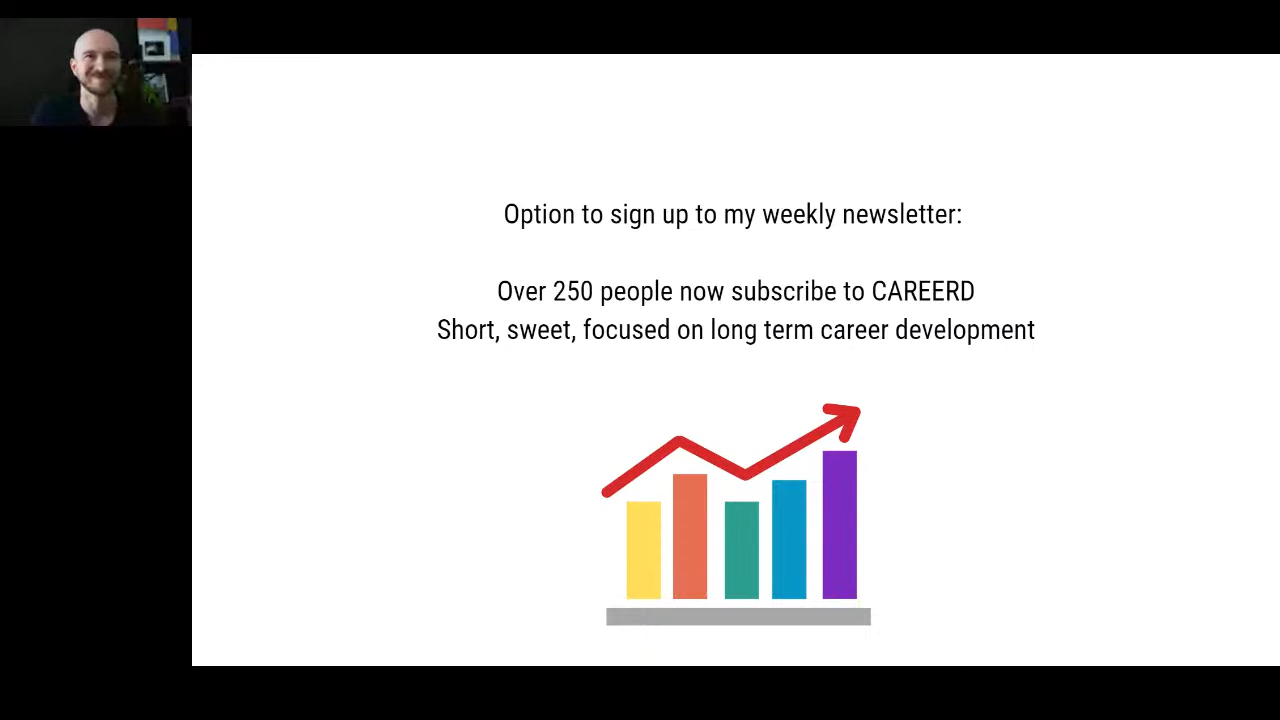 Option to sign up to my weekly newsletter:
Over 250 people now subscribe to CAREERD
Short, sweet, focused on long term career development